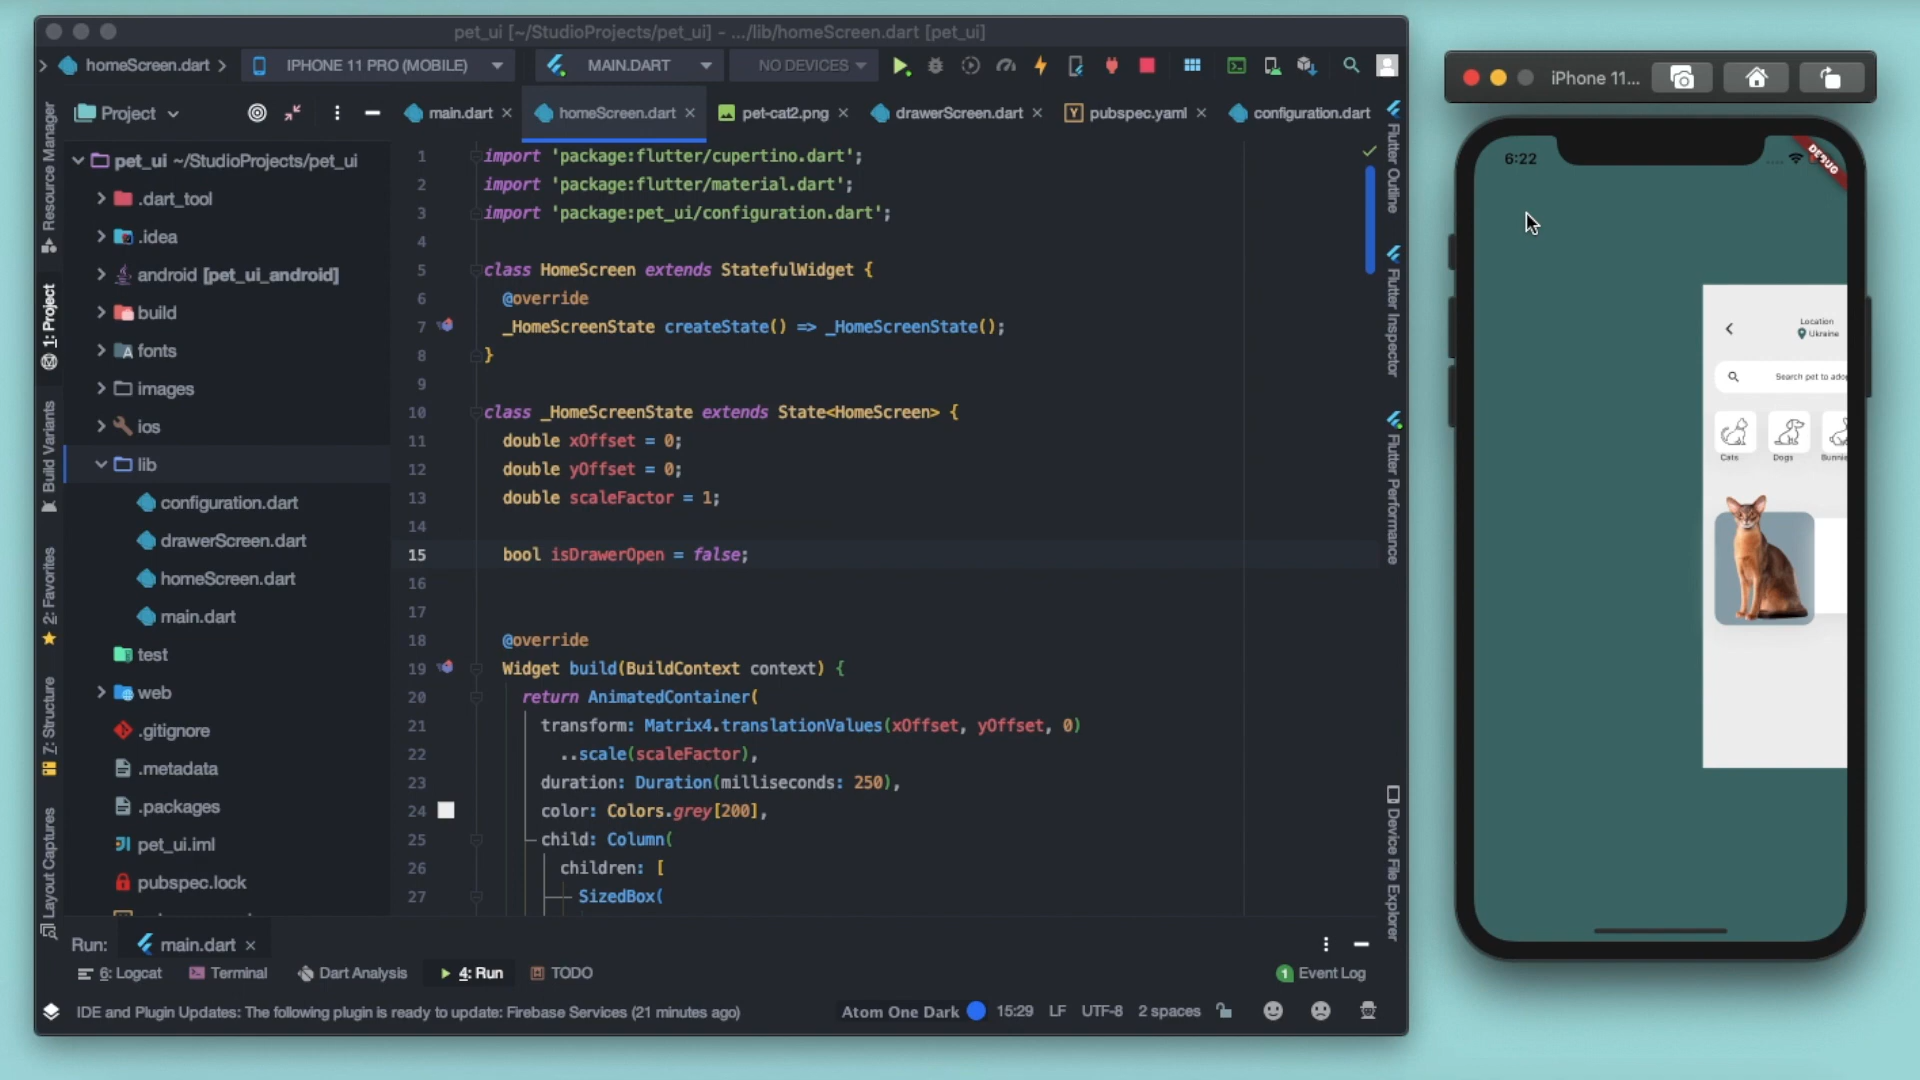 pet_ui [~/StudioProjects/pet_ui] - .../lib/homeScreen.dart [pet_ui]
homeScreen.dart
IPHONE 11 PRO (MOBILE)
MAIN.DART
NO DEVICES
Project
main.dart
homeScreen.dart
pet-cat2.png
drawerScreen.dart
pubspec.yaml
configuration.dart
Resource Manager
1: Project
Build Variants
2: Favorites
7: Structure
Layout Captures
pet_ui ~/StudioProjects/pet_ui
.dart_tool
.idea
android [pet_ui_android]
build
fonts
images
ios
lib
configuration.dart
drawerScreen.dart
homeScreen.dart
main.dart
test
web
.gitignore
.metadata
.packages
pet_ui.iml
pubspec.lock
1 import 'package:flutter/cupertino.dart';
2 import 'package:flutter/material.dart';
3 import 'package:pet_ui/configuration.dart';
4
5 class HomeScreen extends StatefulWidget {
6 @override
7 _HomeScreenState createState() => _HomeScreenState();
8 }
9
10 class _HomeScreenState extends State<HomeScreen> {
11 double xOffset = 0;
12 double yOffset = 0;
13 double scaleFactor = 1;
14
15 bool isDrawerOpen = false;
16
17
18 @override
19 Widget build(BuildContext context) {
20 return AnimatedContainer(
21 transform: Matrix4.translationValues(xOffset, yOffset, 0)
22 ..scale(scaleFactor),
23 duration: Duration(milliseconds: 250),
24 color: Colors.grey[200],
25 child: Column(
26 children: [
27 SizedBox(
Flutter Outline
Flutter Inspector
Flutter Performance
Device File Explorer
Run:
main.dart
6: Logcat
Terminal
Dart Analysis
4: Run
TODO
1 Event Log
IDE and Plugin Updates: The following plugin is ready to update: Firebase Services (21 minutes ago)
Atom One Dark
15:29
LF
UTF-8
2 spaces
iPhone 11...
6:22
DEBUG
Location
Ukraine
Search pet to ado
Cats
Dogs
Bunnie